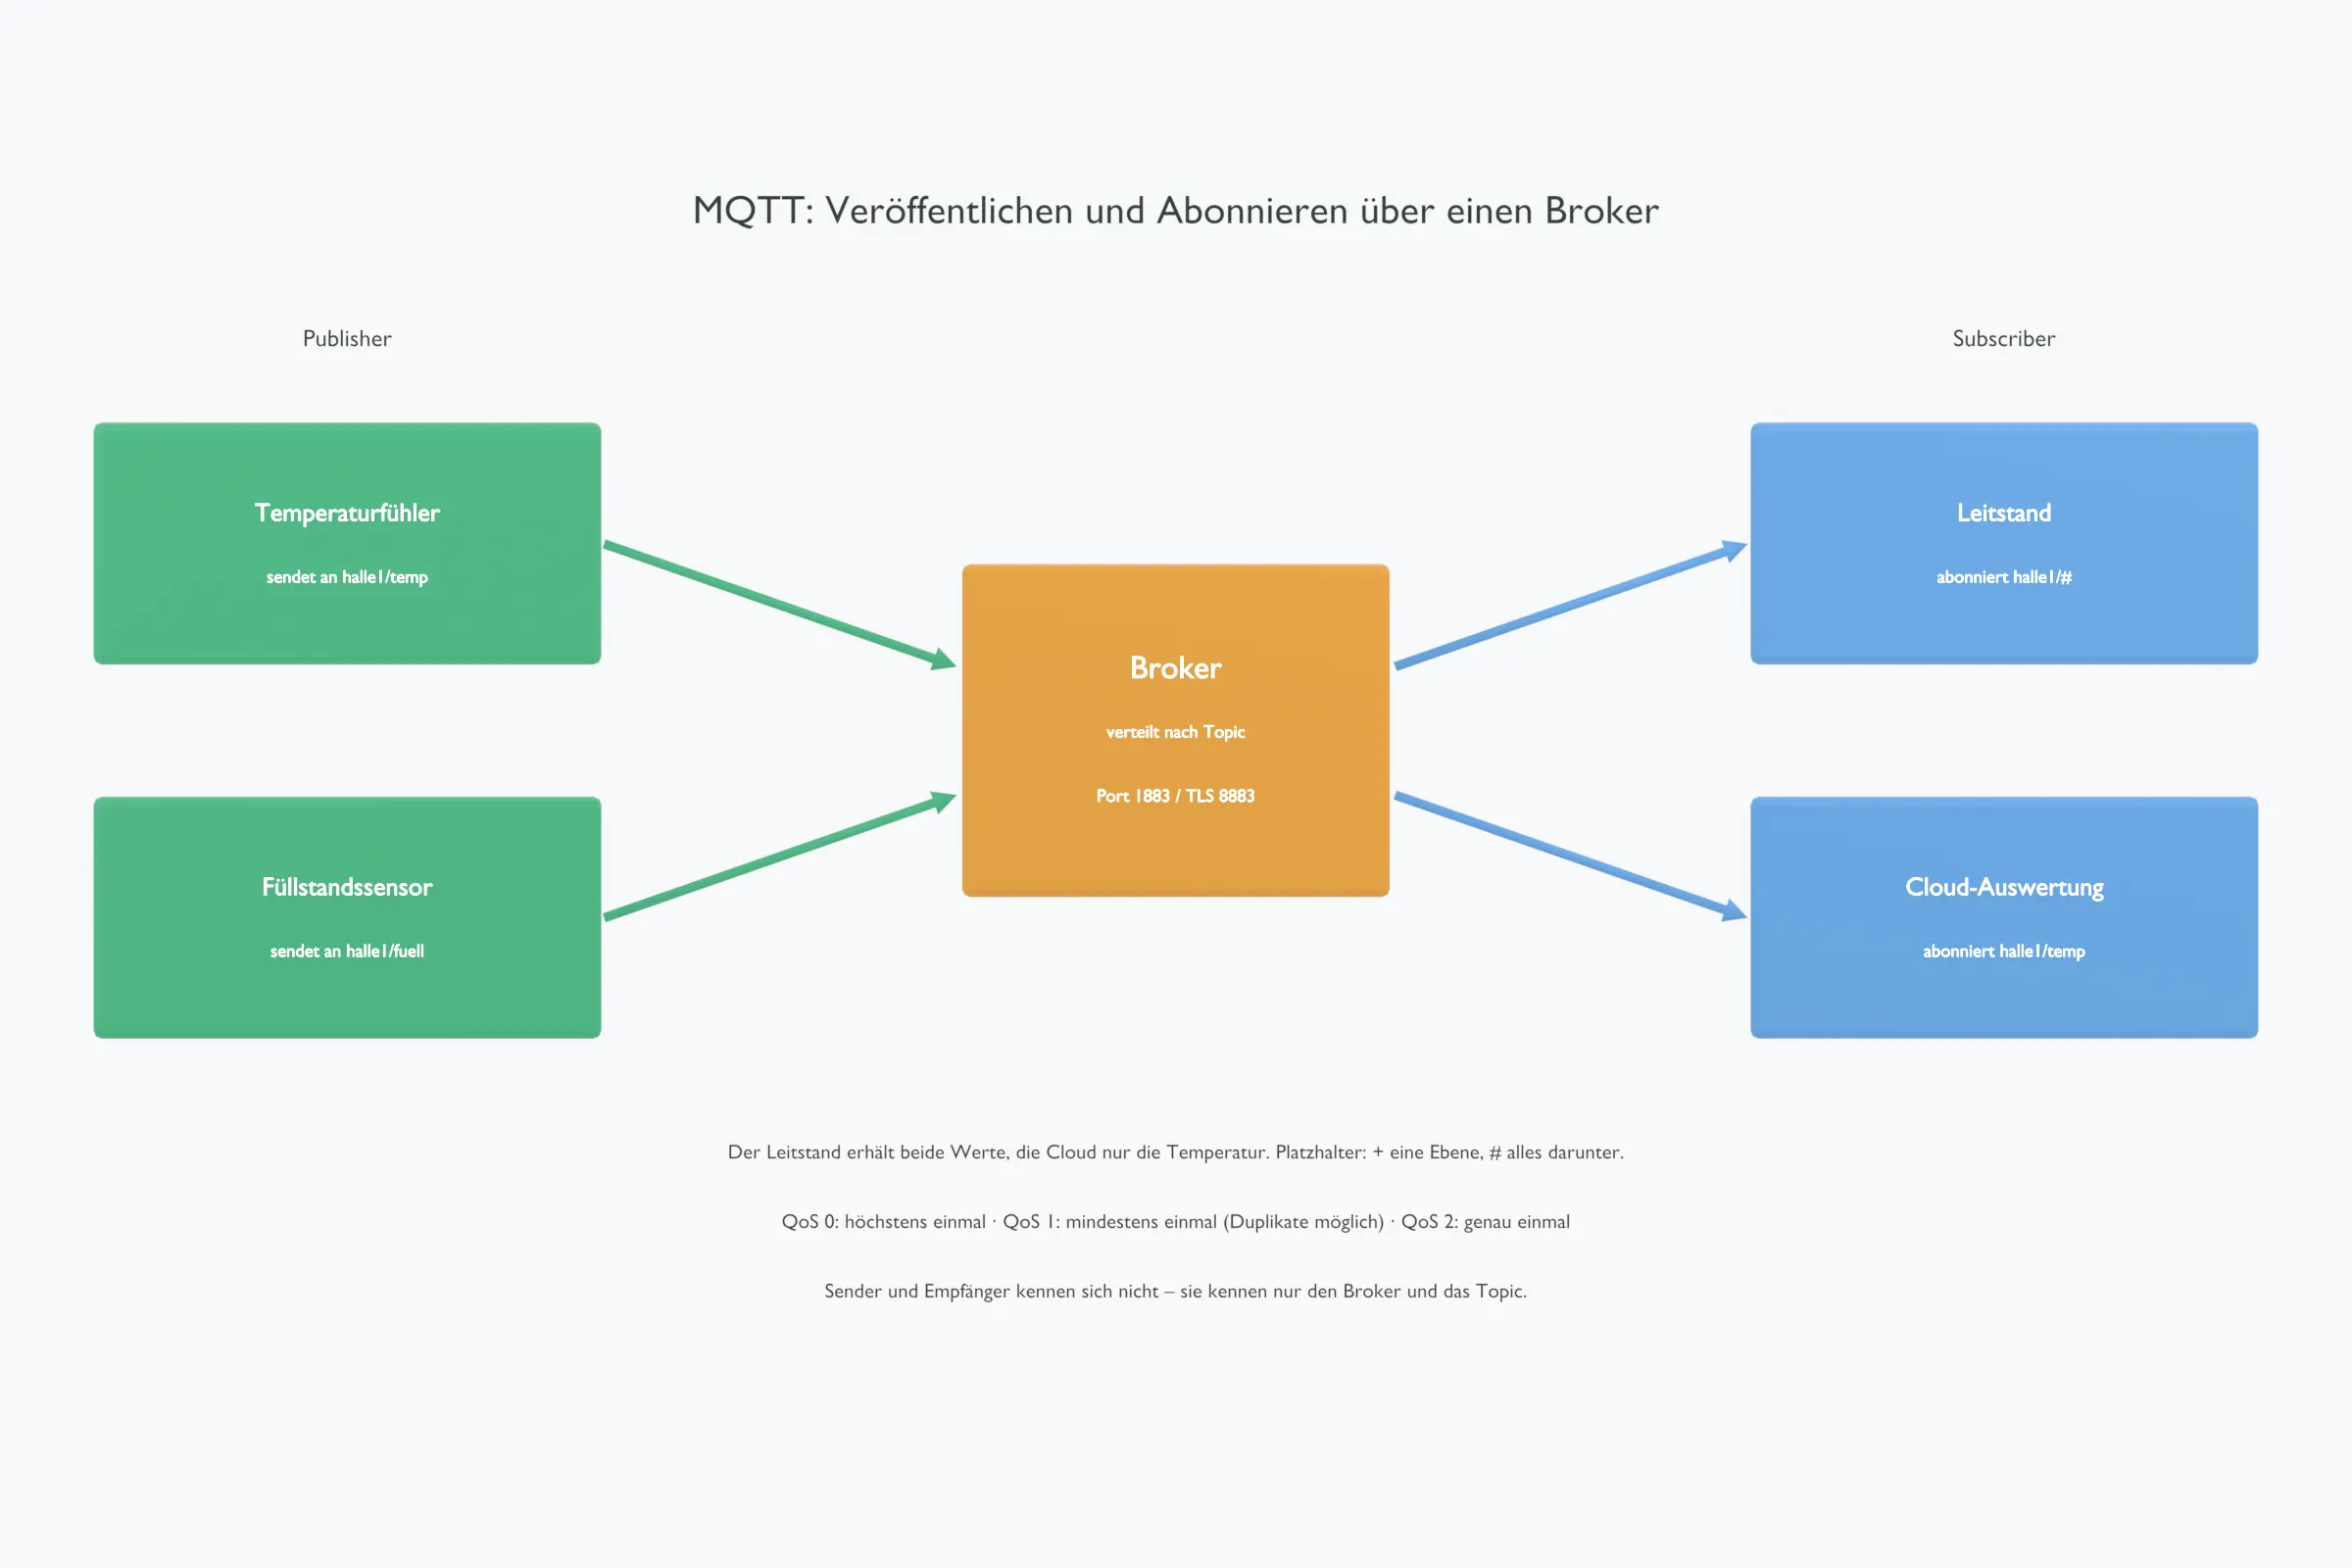 MQTT: Veröffentlichen und Abonnieren über einen Broker
Publisher
Subscriber
Temperaturfühler
sendet an halle1/temp
Füllstandssensor
sendet an halle1/fuell
Broker
verteilt nach Topic
Port 1883 / TLS 8883
Leitstand
abonniert halle1/#
Cloud-Auswertung
abonniert halle1/temp
Der Leitstand erhält beide Werte, die Cloud nur die Temperatur. Platzhalter: + eine Ebene, # alles darunter.
QoS 0: höchstens einmal · QoS 1: mindestens einmal (Duplikate möglich) · QoS 2: genau einmal
Sender und Empfänger kennen sich nicht – sie kennen nur den Broker und das Topic.